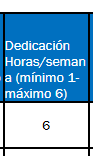 Dedicación
Horas/seman
a (mínimo 1-
máximo 6)
6